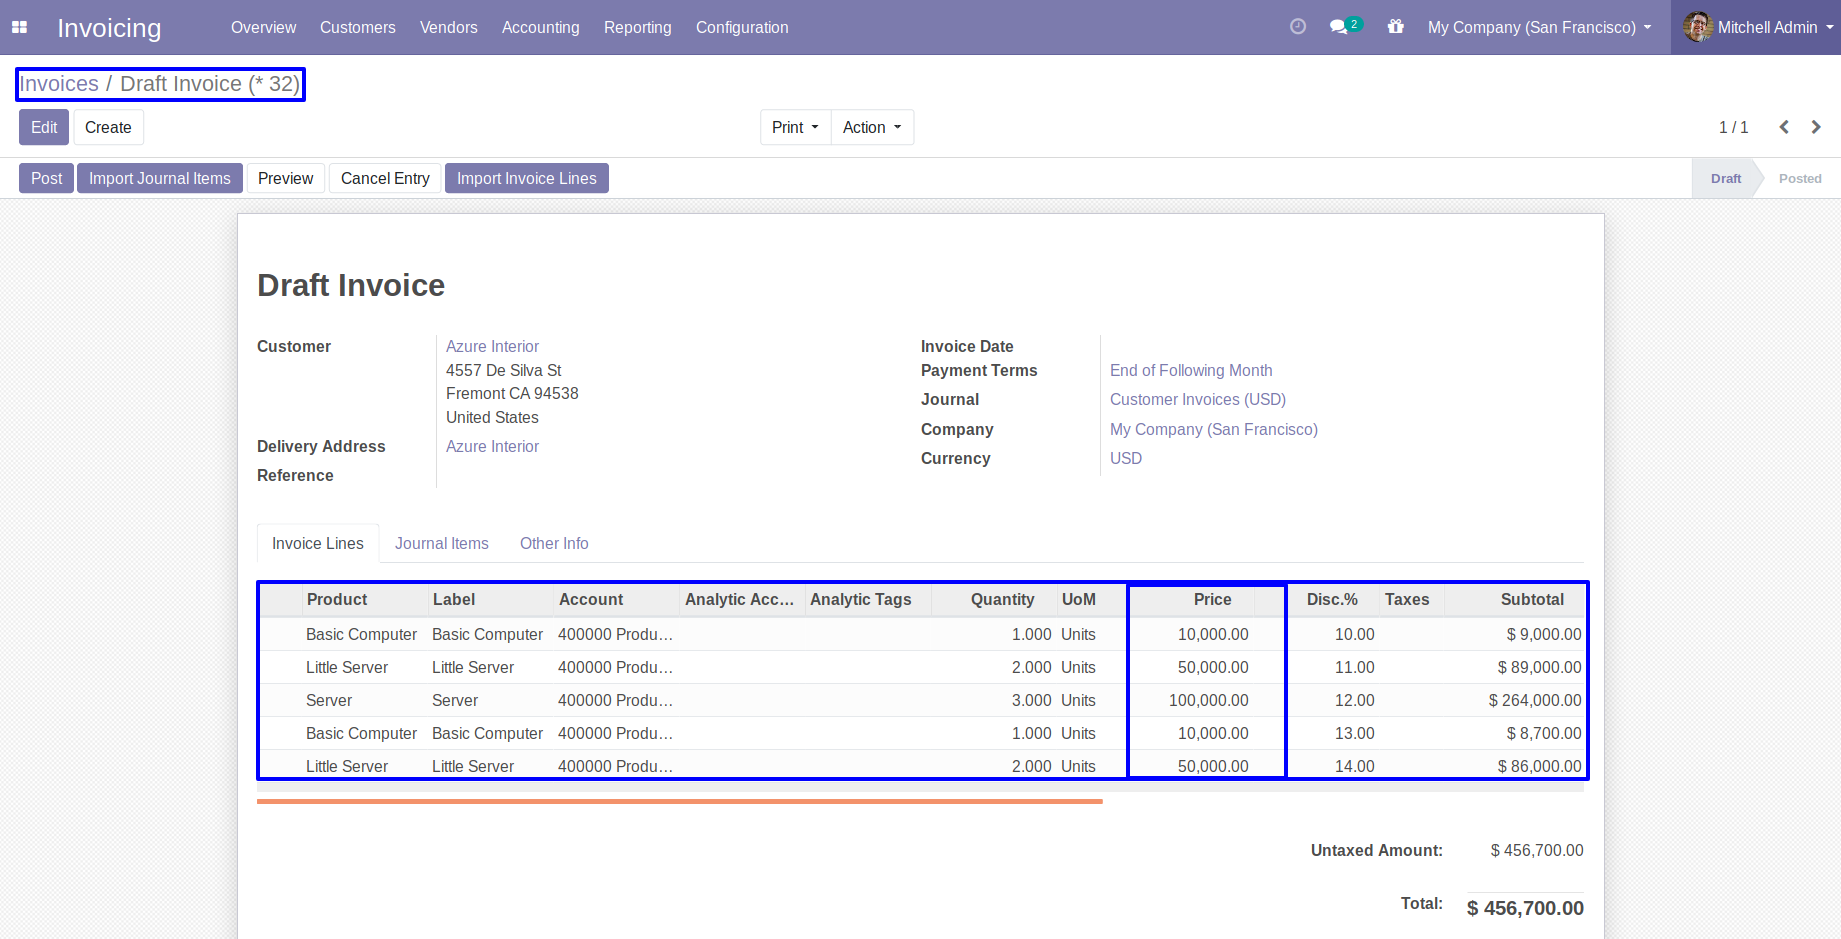 Invoicing Overview Customers Vendors Accounting Reporting Configuration 2 My Company (San Francisco) Mitchell Admin
Invoices / Draft Invoice (* 32)
Edit Create Print Action 1 / 1
Post Import Journal Items Preview Cancel Entry Import Invoice Lines Draft Posted
Draft Invoice
Customer Azure Interior Invoice Date
4557 De Silva St Payment Terms End of Following Month
Fremont CA 94538 Journal Customer Invoices (USD)
United States Company My Company (San Francisco)
Delivery Address Azure Interior Currency USD
Reference
Invoice Lines Journal Items Other Info
Product Label Account Analytic Acc... Analytic Tags Quantity UoM Price Disc.% Taxes Subtotal
Basic Computer Basic Computer 400000 Produ... 1.000 Units 10,000.00 10.00 $ 9,000.00
Little Server Little Server 400000 Produ... 2.000 Units 50,000.00 11.00 $ 89,000.00
Server Server 400000 Produ... 3.000 Units 100,000.00 12.00 $ 264,000.00
Basic Computer Basic Computer 400000 Produ... 1.000 Units 10,000.00 13.00 $ 8,700.00
Little Server Little Server 400000 Produ... 2.000 Units 50,000.00 14.00 $ 86,000.00
Untaxed Amount: $ 456,700.00
Total: $ 456,700.00